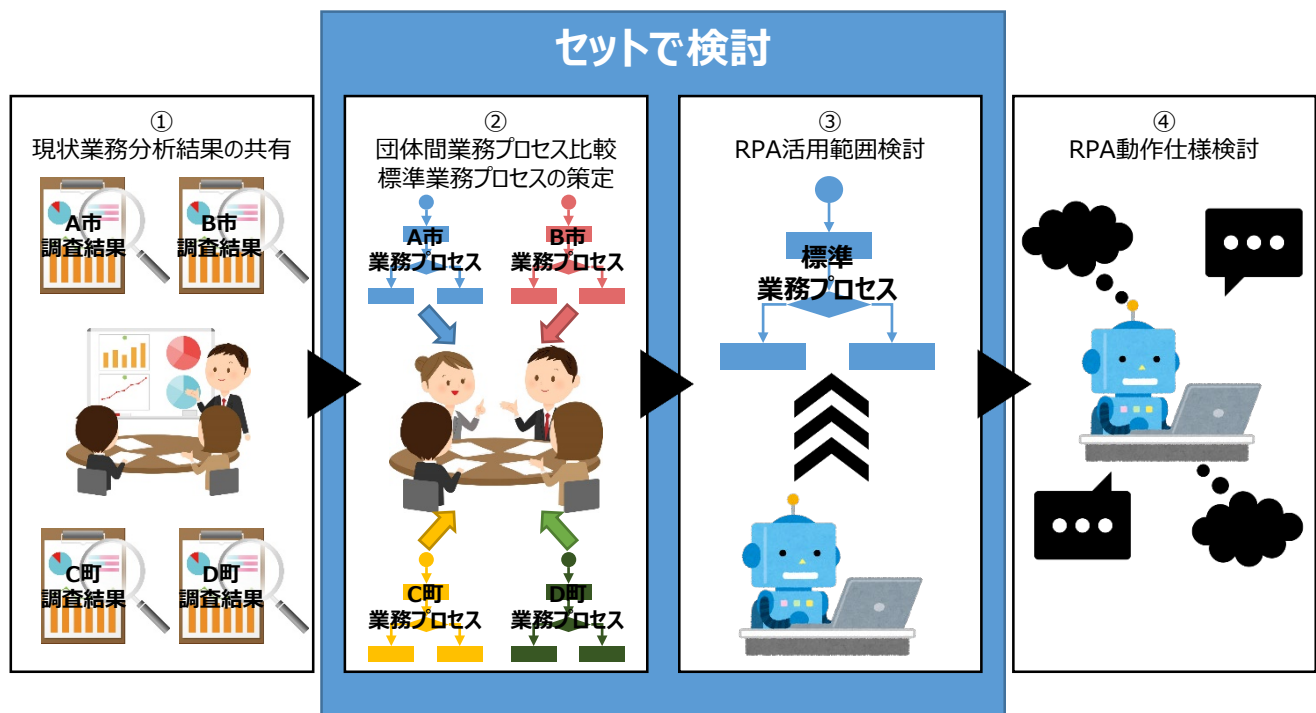 セットで検討
①
現状業務分析結果の共有
A市
調査結果
B市
調査結果
C町
調査結果
D町
調査結果
②
団体間業務プロセス比較
標準業務プロセスの策定
A市
業務プロセス
B市
業務プロセス
C町
業務プロセス
D町
業務プロセス
③
RPA活用範囲検討
標準
業務プロセス
④
RPA動作仕様検討